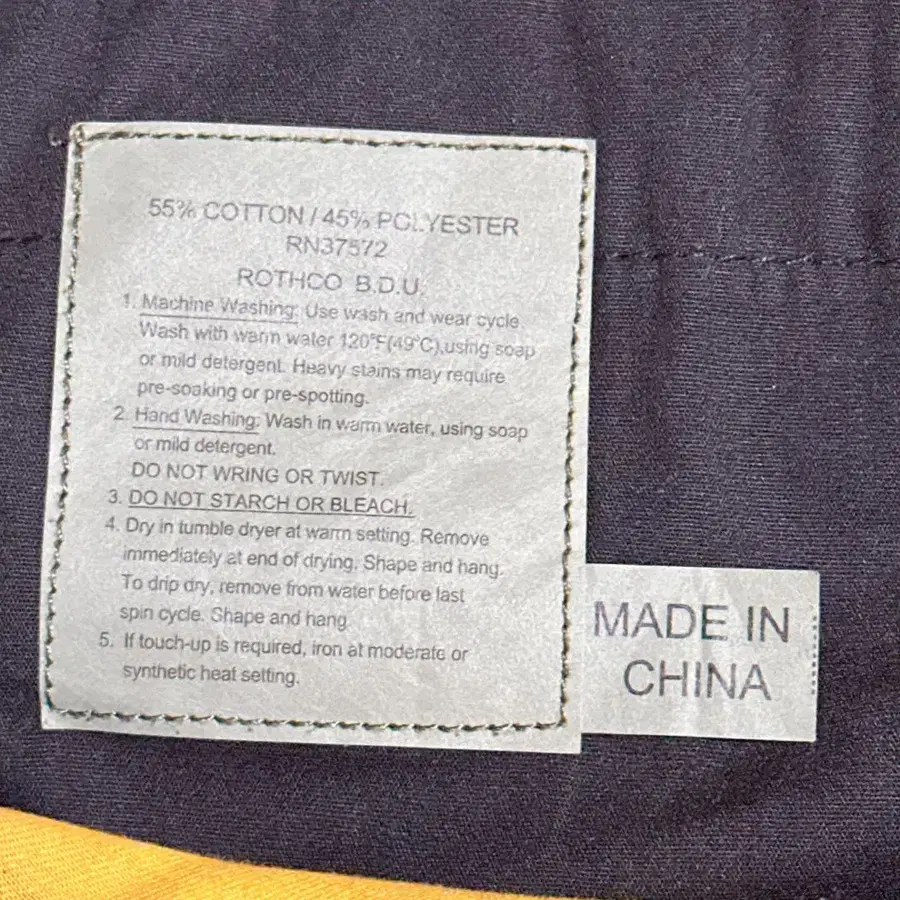 55% COTTON / 45% POLYESTER
RN37572
ROTHCO B.D.U.
1. Machine Washing: Use wash and wear cycle.
Wash with warm water 120°F(49°C),using soap
or mild detergent. Heavy stains may require
pre-soaking or pre-spotting.
2. Hand Washing: Wash in warm water, using soap
or mild detergent.
DO NOT WRING OR TWIST.
3. DO NOT STARCH OR BLEACH.
4. Dry in tumble dryer at warm setting. Remove
immediately at end of drying. Shape and hang.
To drip dry, remove from water before last
spin cycle. Shape and hang.
5. If touch-up is required, iron at moderate or
synthetic heat setting.
MADE IN
CHINA